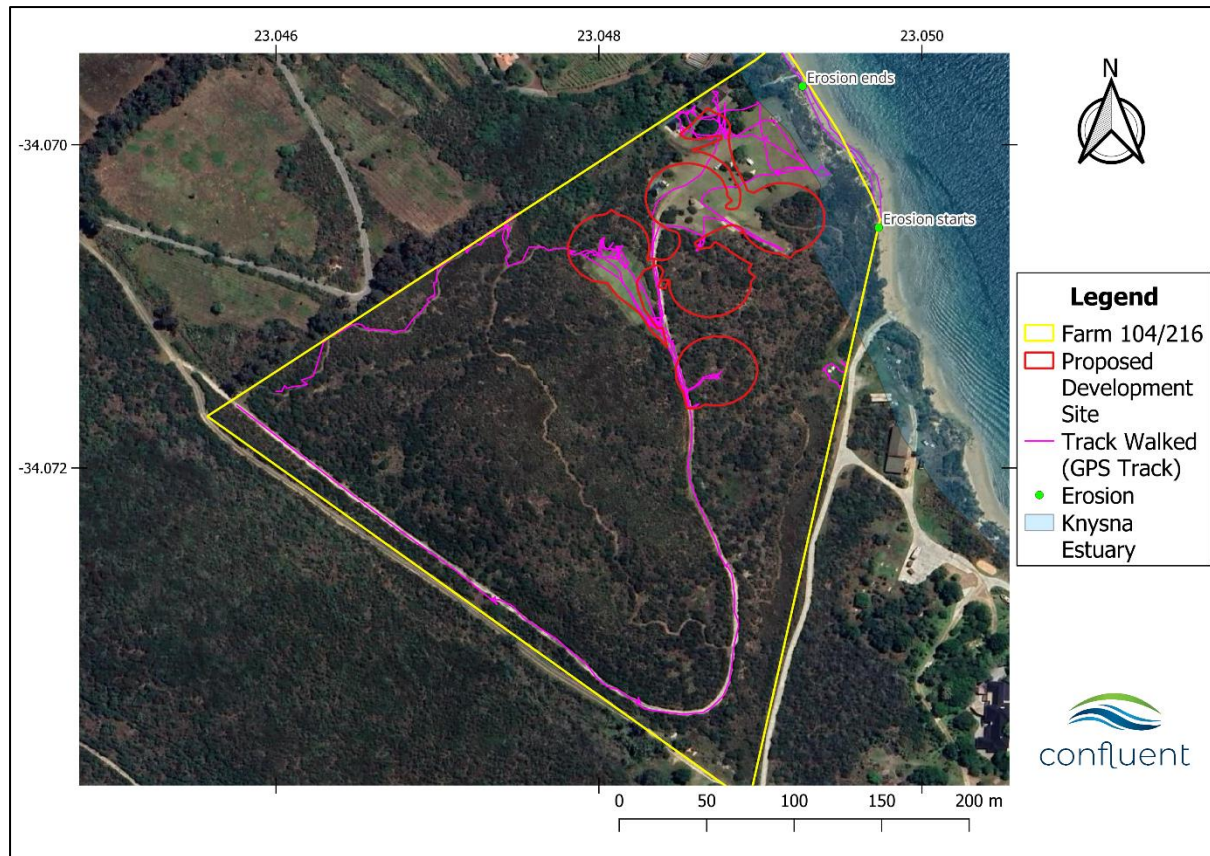 23.046
23.048
23.050
-34.070
-34.072
Erosion ends
Erosion starts
N
Legend
Farm 104/216
Proposed
Development
Site
Track Walked
(GPS Track)
Erosion
Knysna
Estuary
confluent
0 50 100 150 200 m